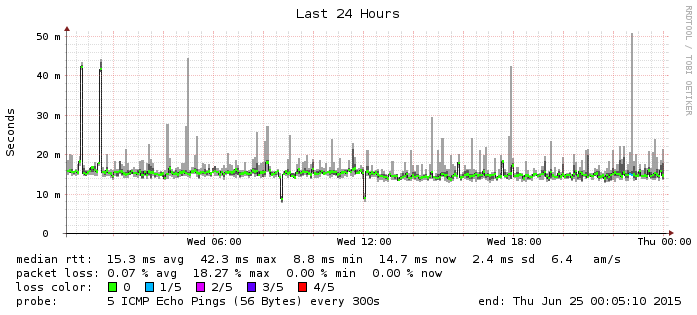 Last 24 Hours
RRDTOOL / TOBI OETIKER
Seconds
50 m
40 m
30 m
20 m
10 m
0
Wed 06:00 Wed 12:00 Wed 18:00 Thu 00:00
median rtt: 15.3 ms avg 42.3 ms max 8.8 ms min 14.7 ms now 2.4 ms sd 6.4 am/s
packet loss: 0.07 % avg 18.27 % max 0.00 % min 0.00 % now
loss color: 0 1/5 2/5 3/5 4/5
probe: 5 ICMP Echo Pings (56 Bytes) every 300s end: Thu Jun 25 00:05:10 2015